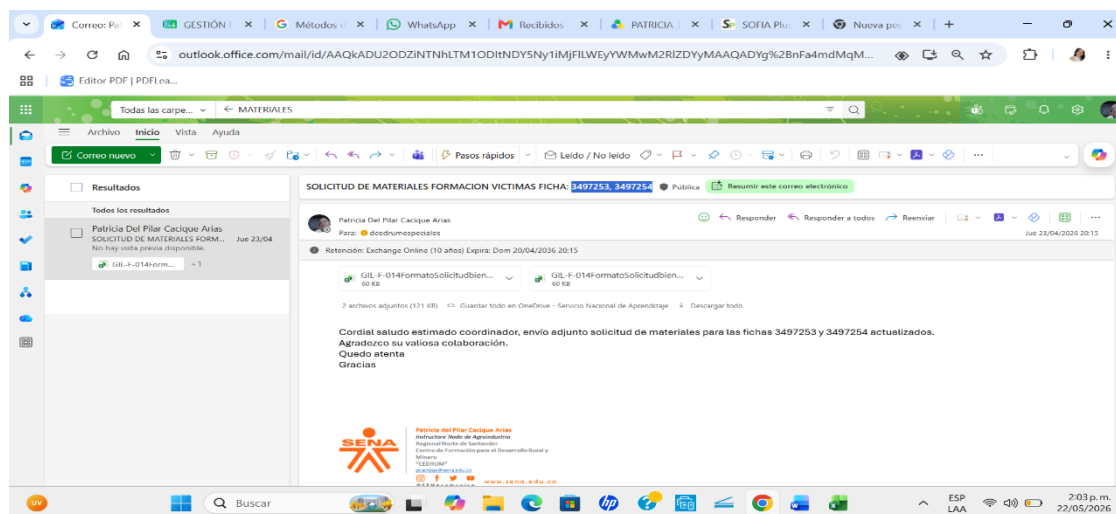 Correo: Pat
GESTIÓN F
Métodos d
WhatsApp
Recibidos -
PATRICIA J
SOFIA Plus
Nueva pes
outlook.office.com/mail/id/
Editor PDF | PDFLea...
Todas las carpe...
MATERIALES
Archivo Inicio Vista Ayuda
Correo nuevo
Pasos rápidos
Leído / No leído
Resultados
SOLICITUD DE MATERIALES FORMACION VICTIMAS FICHA: 3497253, 3497254 Pública Resumir este correo electrónico
Todos los resultados
Patricia Del Pilar Cacique Arias
SOLICITUD DE MATERIALES FORM... Jue 23/04
No hay vista previa disponible.
GIL-F-014Form... +1
Patricia Del Pilar Cacique Arias
Para: dcedrumespeciales
Responder Responder a todos Reenviar
Jue 23/04/2026 20:15
Retención: Exchange Online (10 años) Expira: Dom 20/04/2036 20:15
GIL-F-014FormatoSolicitudbien...
60 KB
GIL-F-014FormatoSolicitudbien...
60 KB
2 archivos adjuntos (121 KB) Guardar todo en OneDrive - Servicio Nacional de Aprendizaje Descargar todo
Cordial saludo estimado coordinador, envío adjunto solicitud de materiales para las fichas 3497253 y 3497254 actualizados.
Agradezco su valiosa colaboración.
Quedo atenta
Gracias
SENA
Patricia del Pilar Cacique Arias
Instructora Nodo de Agroindustria
Regional Norte de Santander
Centro de Formación para el Desarrollo Rural y
Minero
"CEDRUM"
pcacique@sena.edu.co
www.sena.edu.co
UV
Buscar
ESP
LAA
2:03 p. m.
22/05/2026